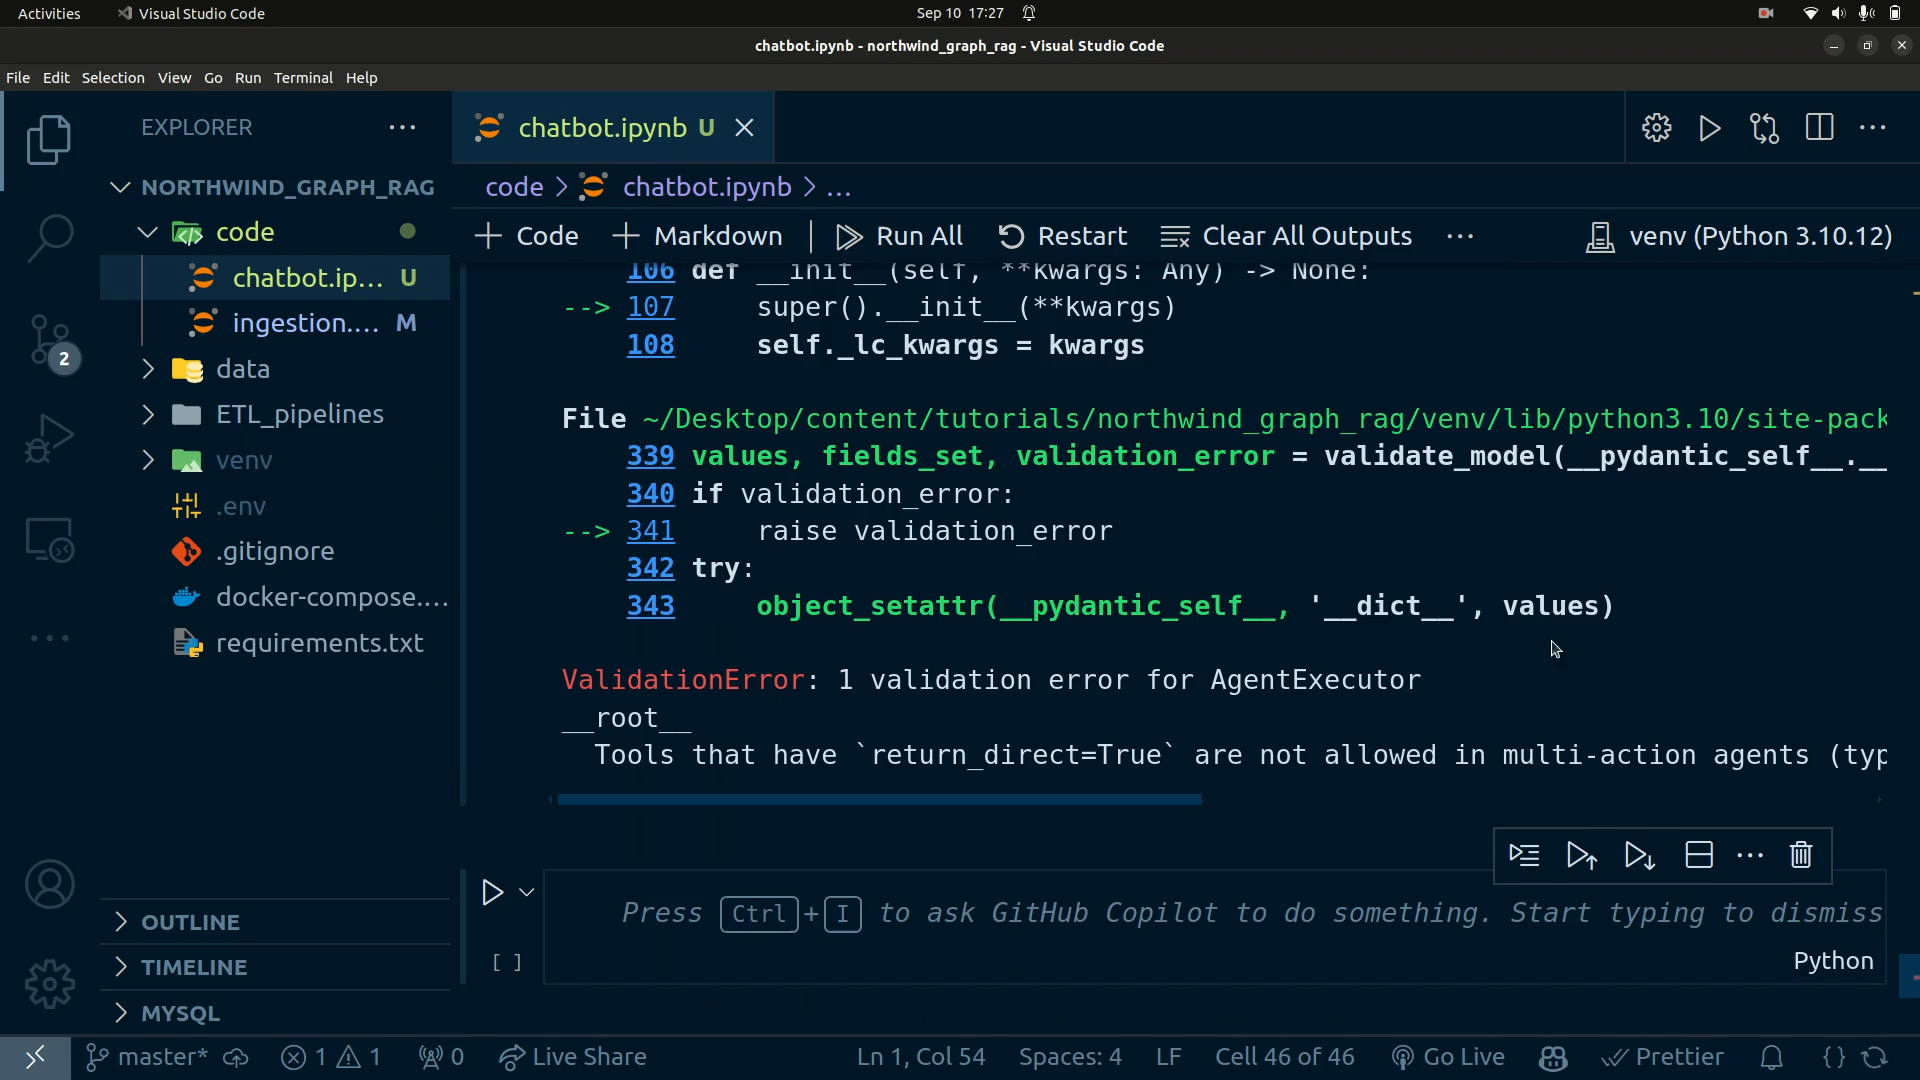 Activities
Visual Studio Code
Sep 10 17:27
chatbot.ipynb - northwind_graph_rag - Visual Studio Code
File Edit Selection View Go Run Terminal Help
EXPLORER
NORTHWIND_GRAPH_RAG
code
chatbot.ip... U
ingestion.... M
data
ETL_pipelines
venv
.env
.gitignore
docker-compose....
requirements.txt
OUTLINE
TIMELINE
MYSQL
2
chatbot.ipynb U
code > chatbot.ipynb > ...
Code Markdown Run All Restart Clear All Outputs ... venv (Python 3.10.12)
106 def __init__(self, **kwargs: Any) -> None:
--> 107     super().__init__(**kwargs)
108     self._lc_kwargs = kwargs
File ~/Desktop/content/tutorials/northwind_graph_rag/venv/lib/python3.10/site-pack
339 values, fields_set, validation_error = validate_model(__pydantic_self__.__
340 if validation_error:
--> 341     raise validation_error
342 try:
343     object_setattr(__pydantic_self__, '__dict__', values)
ValidationError: 1 validation error for AgentExecutor
__root__
  Tools that have `return_direct=True` are not allowed in multi-action agents (typ
Press Ctrl+I to ask GitHub Copilot to do something. Start typing to dismiss
[ ]
Python
master* 1 1 0 Live Share Ln 1, Col 54 Spaces: 4 LF Cell 46 of 46 Go Live Prettier {}